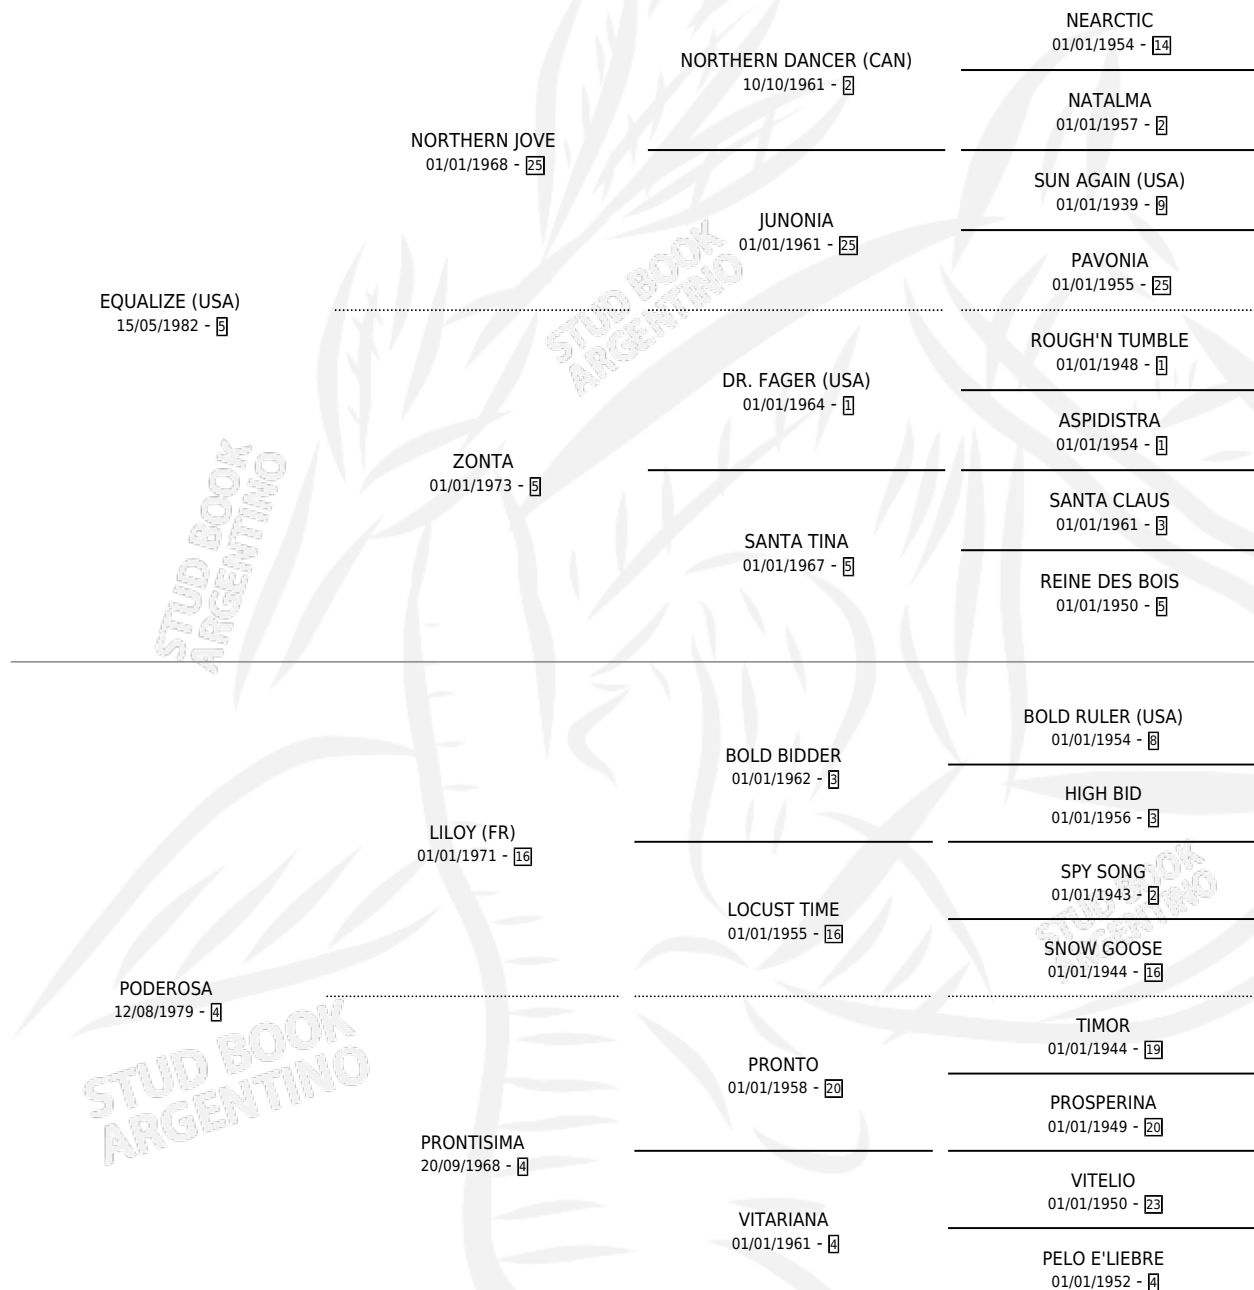 NEARCTIC
01/01/1954 - 14
NORTHERN DANCER (CAN)
10/10/1961 - 2
NATALMA
01/01/1957 - 2
NORTHERN JOVE
01/01/1968 - 25
SUN AGAIN (USA)
01/01/1939 - 9
JUNONIA
01/01/1961 - 25
PAVONIA
01/01/1955 - 25
EQUALIZE (USA)
15/05/1982 - 5
STUD BOOK
ARGENTINO
ROUGH'N TUMBLE
01/01/1948 - 1
DR. FAGER (USA)
01/01/1964 - 1
ASPIDISTRA
01/01/1954 - 1
ZONTA
01/01/1973 - 5
SANTA CLAUS
01/01/1961 - 3
SANTA TINA
01/01/1967 - 5
REINE DES BOIS
01/01/1950 - 5
STUD BOOK
ARGENTINO
BOLD RULER (USA)
01/01/1954 - 8
BOLD BIDDER
01/01/1962 - 3
HIGH BID
01/01/1956 - 3
LILOY (FR)
01/01/1971 - 16
SPY SONG
01/01/1943 - 2
LOCUST TIME
01/01/1955 - 16
SNOW GOOSE
01/01/1944 - 16
STUD BOOK
ARGENTINO
PODEROSA
12/08/1979 - 4
TIMOR
01/01/1944 - 19
PRONTO
01/01/1958 - 20
PROSPERINA
01/01/1949 - 20
STUD BOOK
ARGENTINO
PRONTISIMA
20/09/1968 - 4
VITELIO
01/01/1950 - 23
VITARIANA
01/01/1961 - 4
PELO E'LIEBRE
01/01/1952 - 4